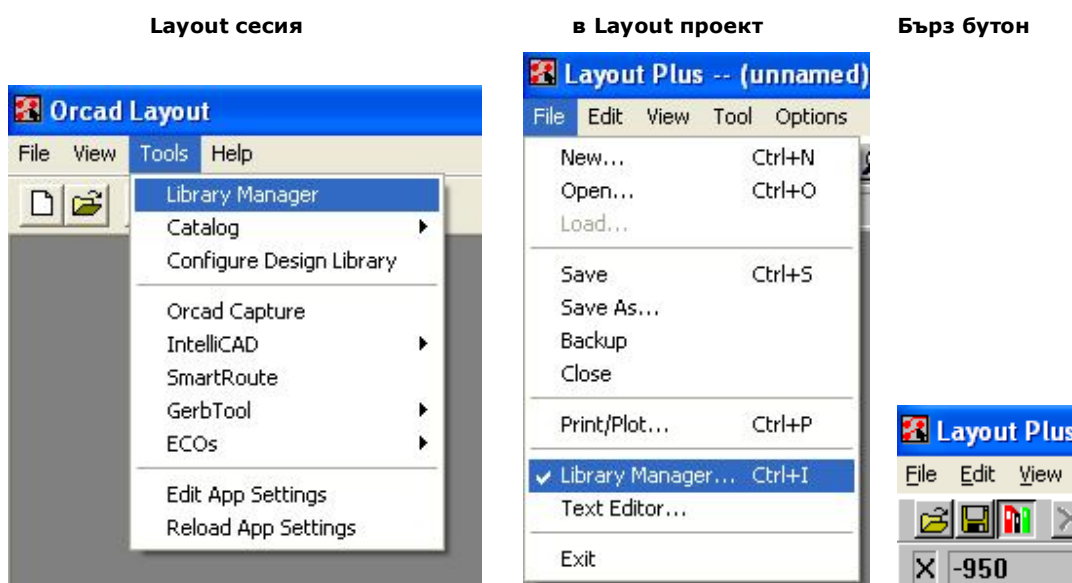 Layout сесия
в Layout проект
Бърз бутон
Orcad Layout
File View Tools Help
Library Manager
Catalog
Configure Design Library
Orcad Capture
IntelliCAD
SmartRoute
GerbTool
ECOs
Edit App Settings
Reload App Settings
Layout Plus -- (unnamed)
File Edit View Tool Options
New... Ctrl+N
Open... Ctrl+O
Load...
Save Ctrl+S
Save As...
Backup
Close
Print/Plot... Ctrl+P
Library Manager... Ctrl+I
Text Editor...
Exit
Layout Plus
File Edit View
X -950